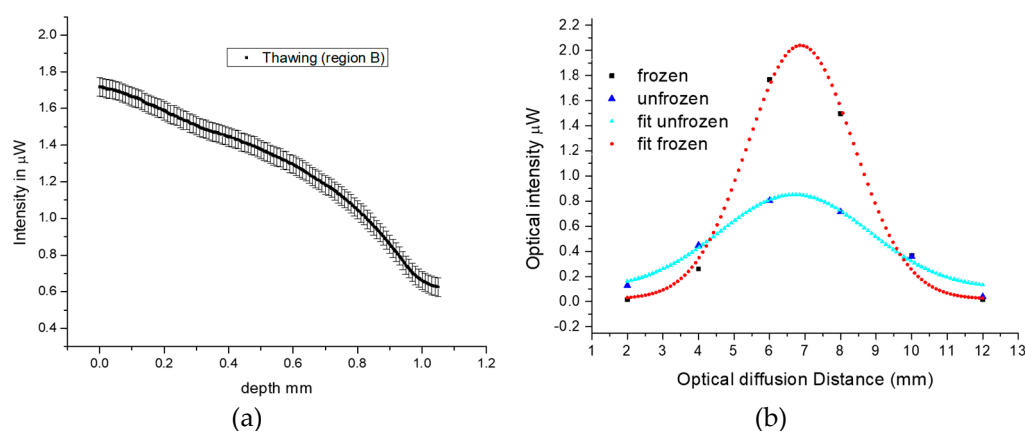 Thawing (region B)
2.0
1.8
1.6
1.4
1.2
1.0
0.8
0.6
0.4
Intensity in μW
0.0 0.2 0.4 0.6 0.8 1.0 1.2
depth mm
(a)
frozen
unfrozen
fit unfrozen
fit frozen
2.2
2.0
1.8
1.6
1.4
1.2
1.0
0.8
0.6
0.4
0.2
0.0
-0.2
Optical intensity μW
1 2 3 4 5 6 7 8 9 10 11 12 13
Optical diffusion Distance (mm)
(b)